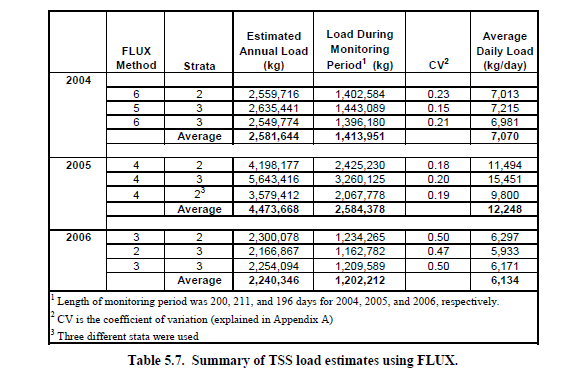 FLUX Method Strata Estimated Annual Load (kg) Load During Monitoring Period1 (kg) CV2 Average Daily Load (kg/day)
2004
6 2 2,559,716 1,402,584 0.23 7,013
5 3 2,635,441 1,443,089 0.15 7,215
6 3 2,549,774 1,396,180 0.21 6,981
Average 2,581,644 1,413,951 7,070
2005 4 2 4,198,177 2,425,230 0.18 11,494
4 3 5,643,416 3,260,125 0.20 15,451
4 23 3,579,412 2,067,778 0.19 9,800
Average 4,473,668 2,584,378 12,248
2006 3 2 2,300,078 1,234,265 0.50 6,297
2 3 2,166,867 1,162,782 0.47 5,933
3 3 2,254,094 1,209,589 0.50 6,171
Average 2,240,346 1,202,212 6,134
1 Length of monitoring period was 200, 211, and 196 days for 2004, 2005, and 2006, respectively.
2 CV is the coefficient of variation (explained in Appendix A)
3 Three different stata were used
Table 5.7. Summary of TSS load estimates using FLUX.